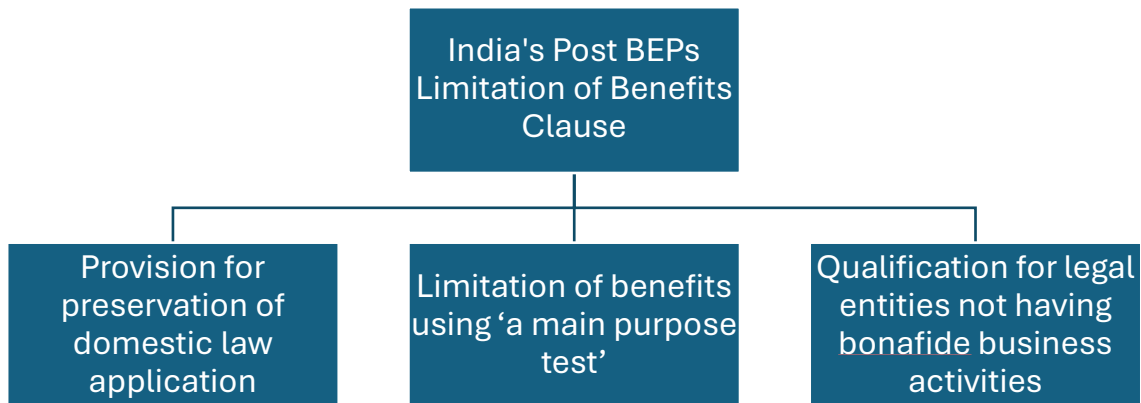 India's Post BEPs
Limitation of Benefits
Clause
Provision for
preservation of
domestic law
application
Limitation of benefits
using ‘a main purpose
test’
Qualification for legal
entities not having
bonafide business
activities